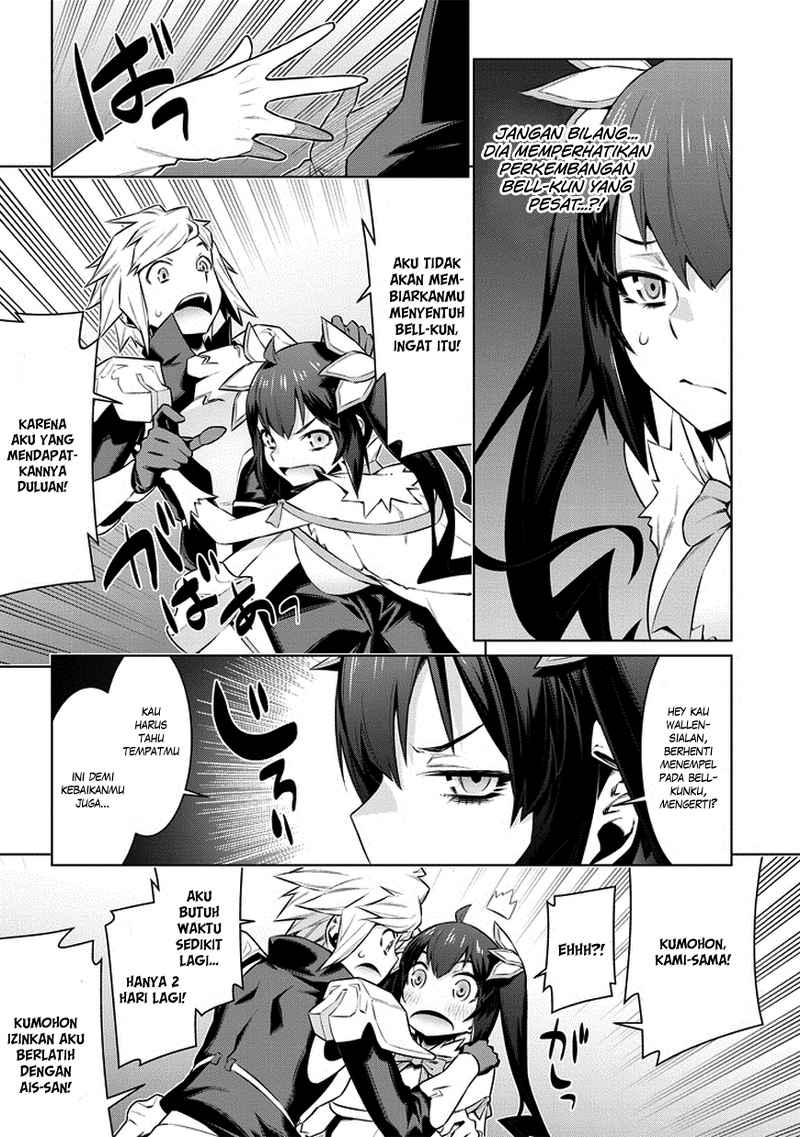 JANGAN BILANG...
DIA MEMPERHATIKAN
PERKEMBANGAN
BELL-KUN YANG
PESAT...?!
ばっ
AKU TIDAK
AKAN MEM-
BIARKANMU
MENYENTUH
BELL-KUN,
INGAT ITU!
KARENA
AKU YANG
MENDAPAT-
KANNYA
DULUAN!
がばあっ
HEY KAU
WALLEN-
SIALAN,
BERHENTI
MENEMPEL
PADA BELL-
KUNKU,
MENGERTI?
じろっ
KAU
HARUS
TAHU
TEMPATMU
INI DEMI
KEBAIKANMU
JUGA...
KUMOHON,
KAMI-SAMA!
EHHH?!
がしっ
AKU
BUTUH
WAKTU
SEDIKIT
LAGI...
HANYA 2
HARI LAGI!
KUMOHON
IZINKAN AKU
BERLATIH
DENGAN
AIS-SAN!